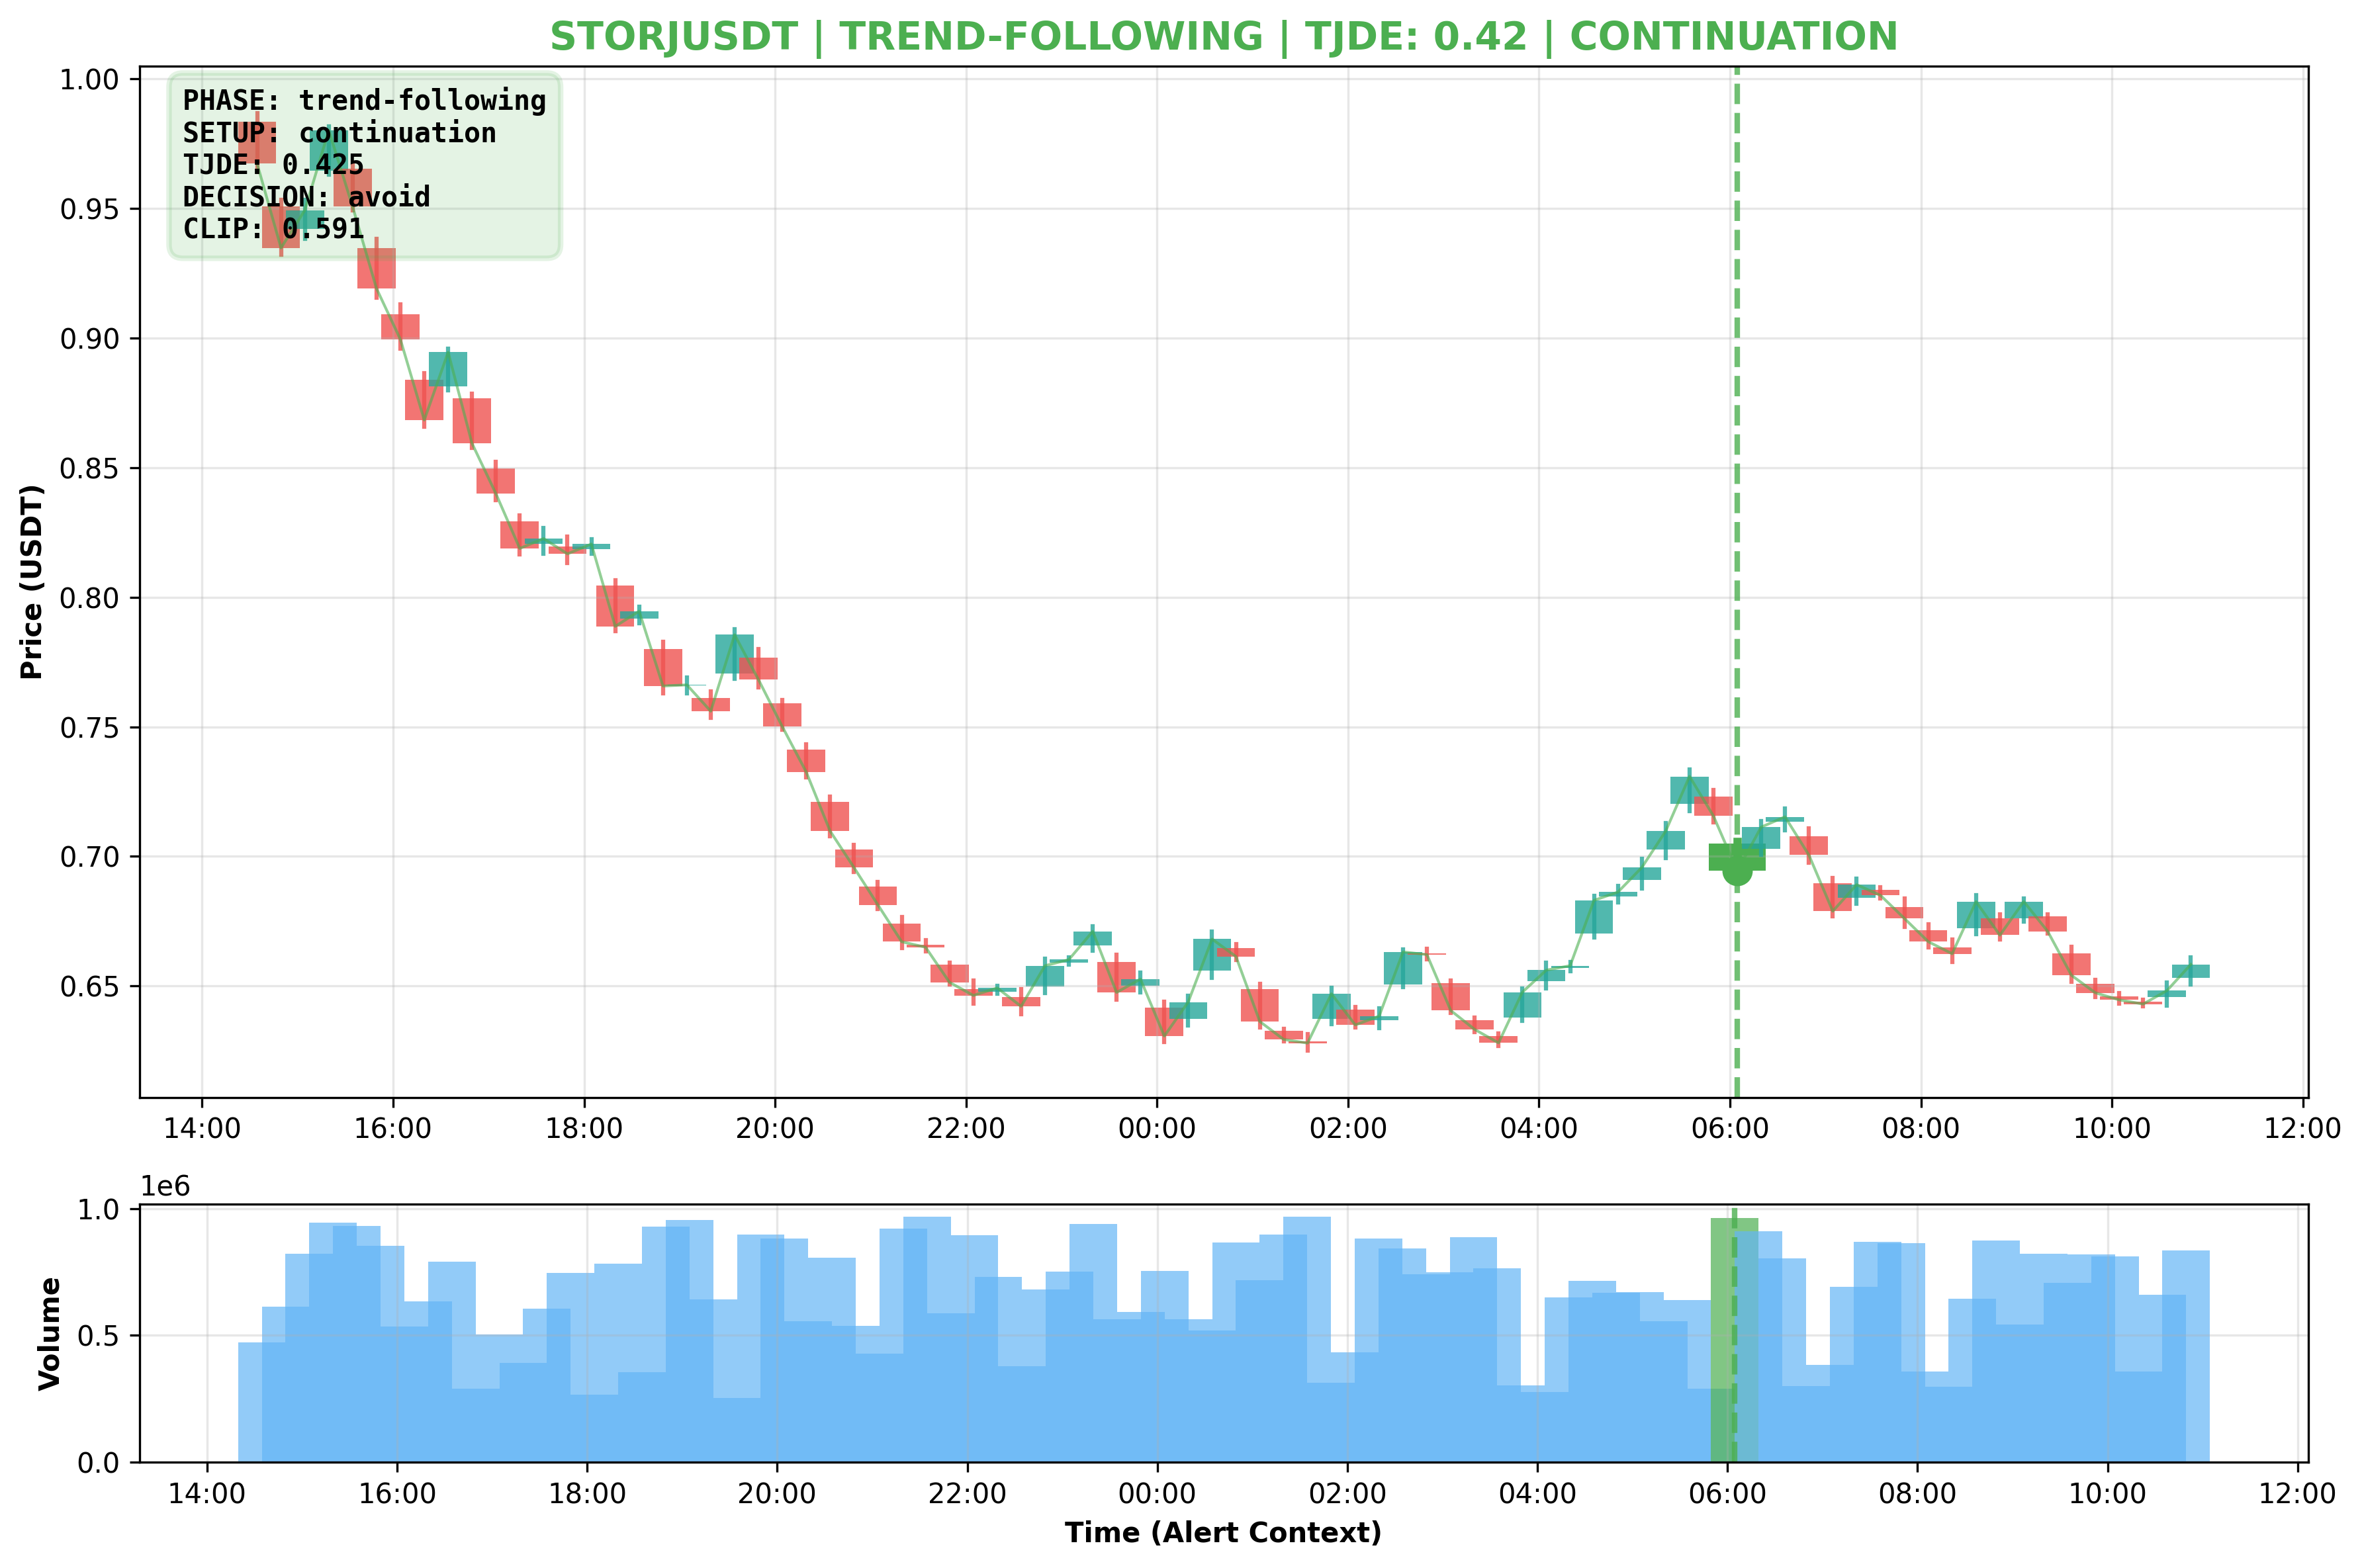 STORJUSDT | TREND-FOLLOWING | TJDE: 0.42 | CONTINUATION
PHASE: trend-following
SETUP: continuation
TJDE: 0.425
DECISION: avoid
CLIP: 0.591
Price (USDT)
1.00
0.95
0.90
0.85
0.80
0.75
0.70
0.65
14:00 16:00 18:00 20:00 22:00 00:00 02:00 04:00 06:00 08:00 10:00 12:00
1e6
Volume
1.0
0.5
0.0
14:00 16:00 18:00 20:00 22:00 00:00 02:00 04:00 06:00 08:00 10:00 12:00
Time (Alert Context)